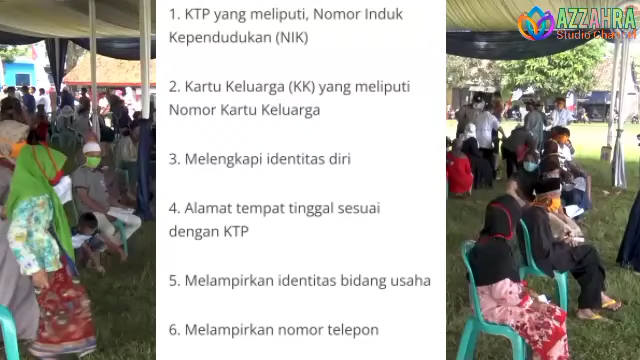 1. KTP yang meliputi, Nomor Induk
Kependudukan (NIK)
2. Kartu Keluarga (KK) yang meliputi
Nomor Kartu Keluarga
3. Melengkapi identitas diri
4. Alamat tempat tinggal sesuai
dengan KTP
5. Melampirkan identitas bidang usaha
6. Melampirkan nomor telepon
AZZAHRA
Studio Channel